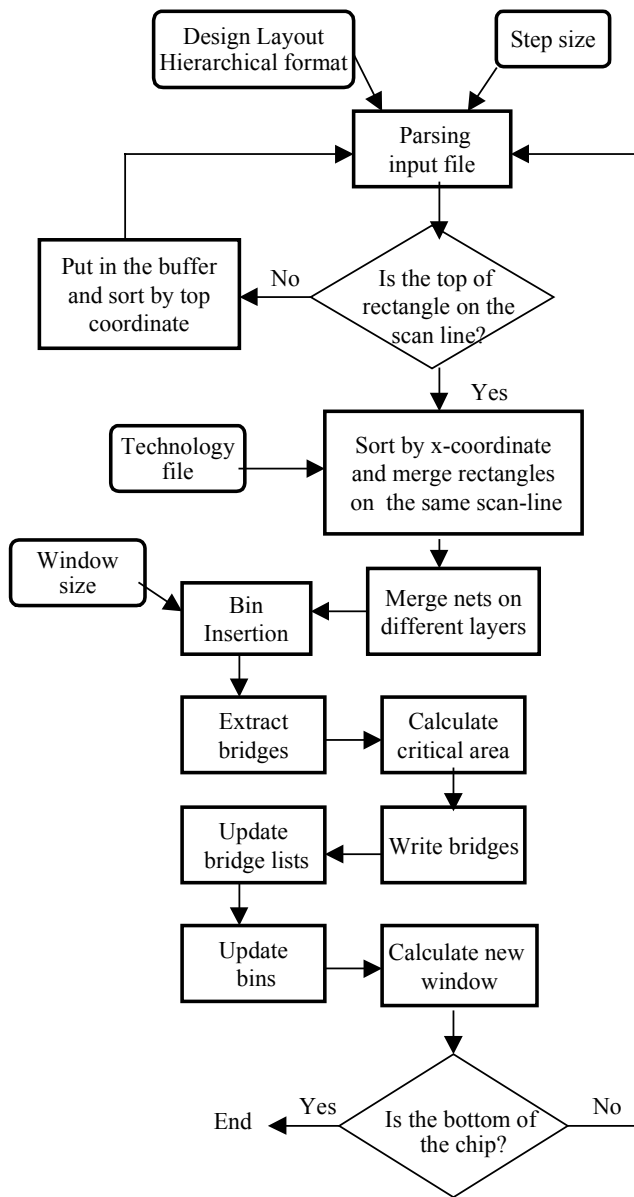 Design Layout
Hierarchical format
Step size
Parsing
input file
Put in the buffer
and sort by top
coordinate
No
Is the top of
rectangle on the
scan line?
Yes
Technology
file
Sort by x-coordinate
and merge rectangles
on the same scan-line
Window
size
Bin
Insertion
Merge nets on
different layers
Extract
bridges
Calculate
critical area
Update
bridge lists
Write bridges
Update
bins
Calculate new
window
End
Yes
Is the bottom of
the chip?
No